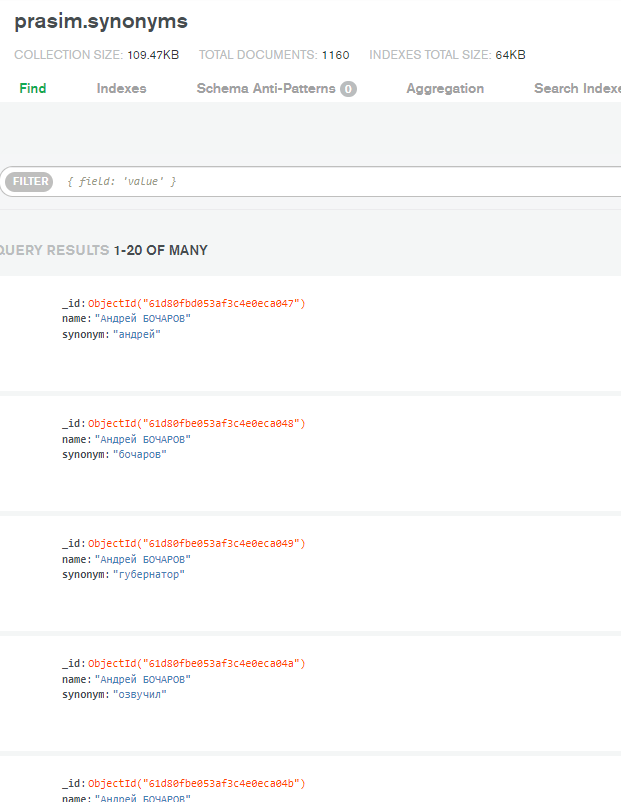 prasim.synonyms
COLLECTION SIZE: 109.47KB TOTAL DOCUMENTS: 1160 INDEXES TOTAL SIZE: 64KB
Find Indexes Schema Anti-Patterns 0 Aggregation Search Indexe
FILTER { field: 'value' }
QUERY RESULTS 1-20 OF MANY
_id: ObjectId("61d80fbd053af3c4e0eca047")
name: "Андрей БОЧАРОВ"
synonym: "андрей"
_id: ObjectId("61d80fbe053af3c4e0eca048")
name: "Андрей БОЧАРОВ"
synonym: "бочаров"
_id: ObjectId("61d80fbe053af3c4e0eca049")
name: "Андрей БОЧАРОВ"
synonym: "губернатор"
_id: ObjectId("61d80fbe053af3c4e0eca04a")
name: "Андрей БОЧАРОВ"
synonym: "озвучил"
_id: ObjectId("61d80fbe053af3c4e0eca04b")
name: "Андрей БОЧАРОВ"